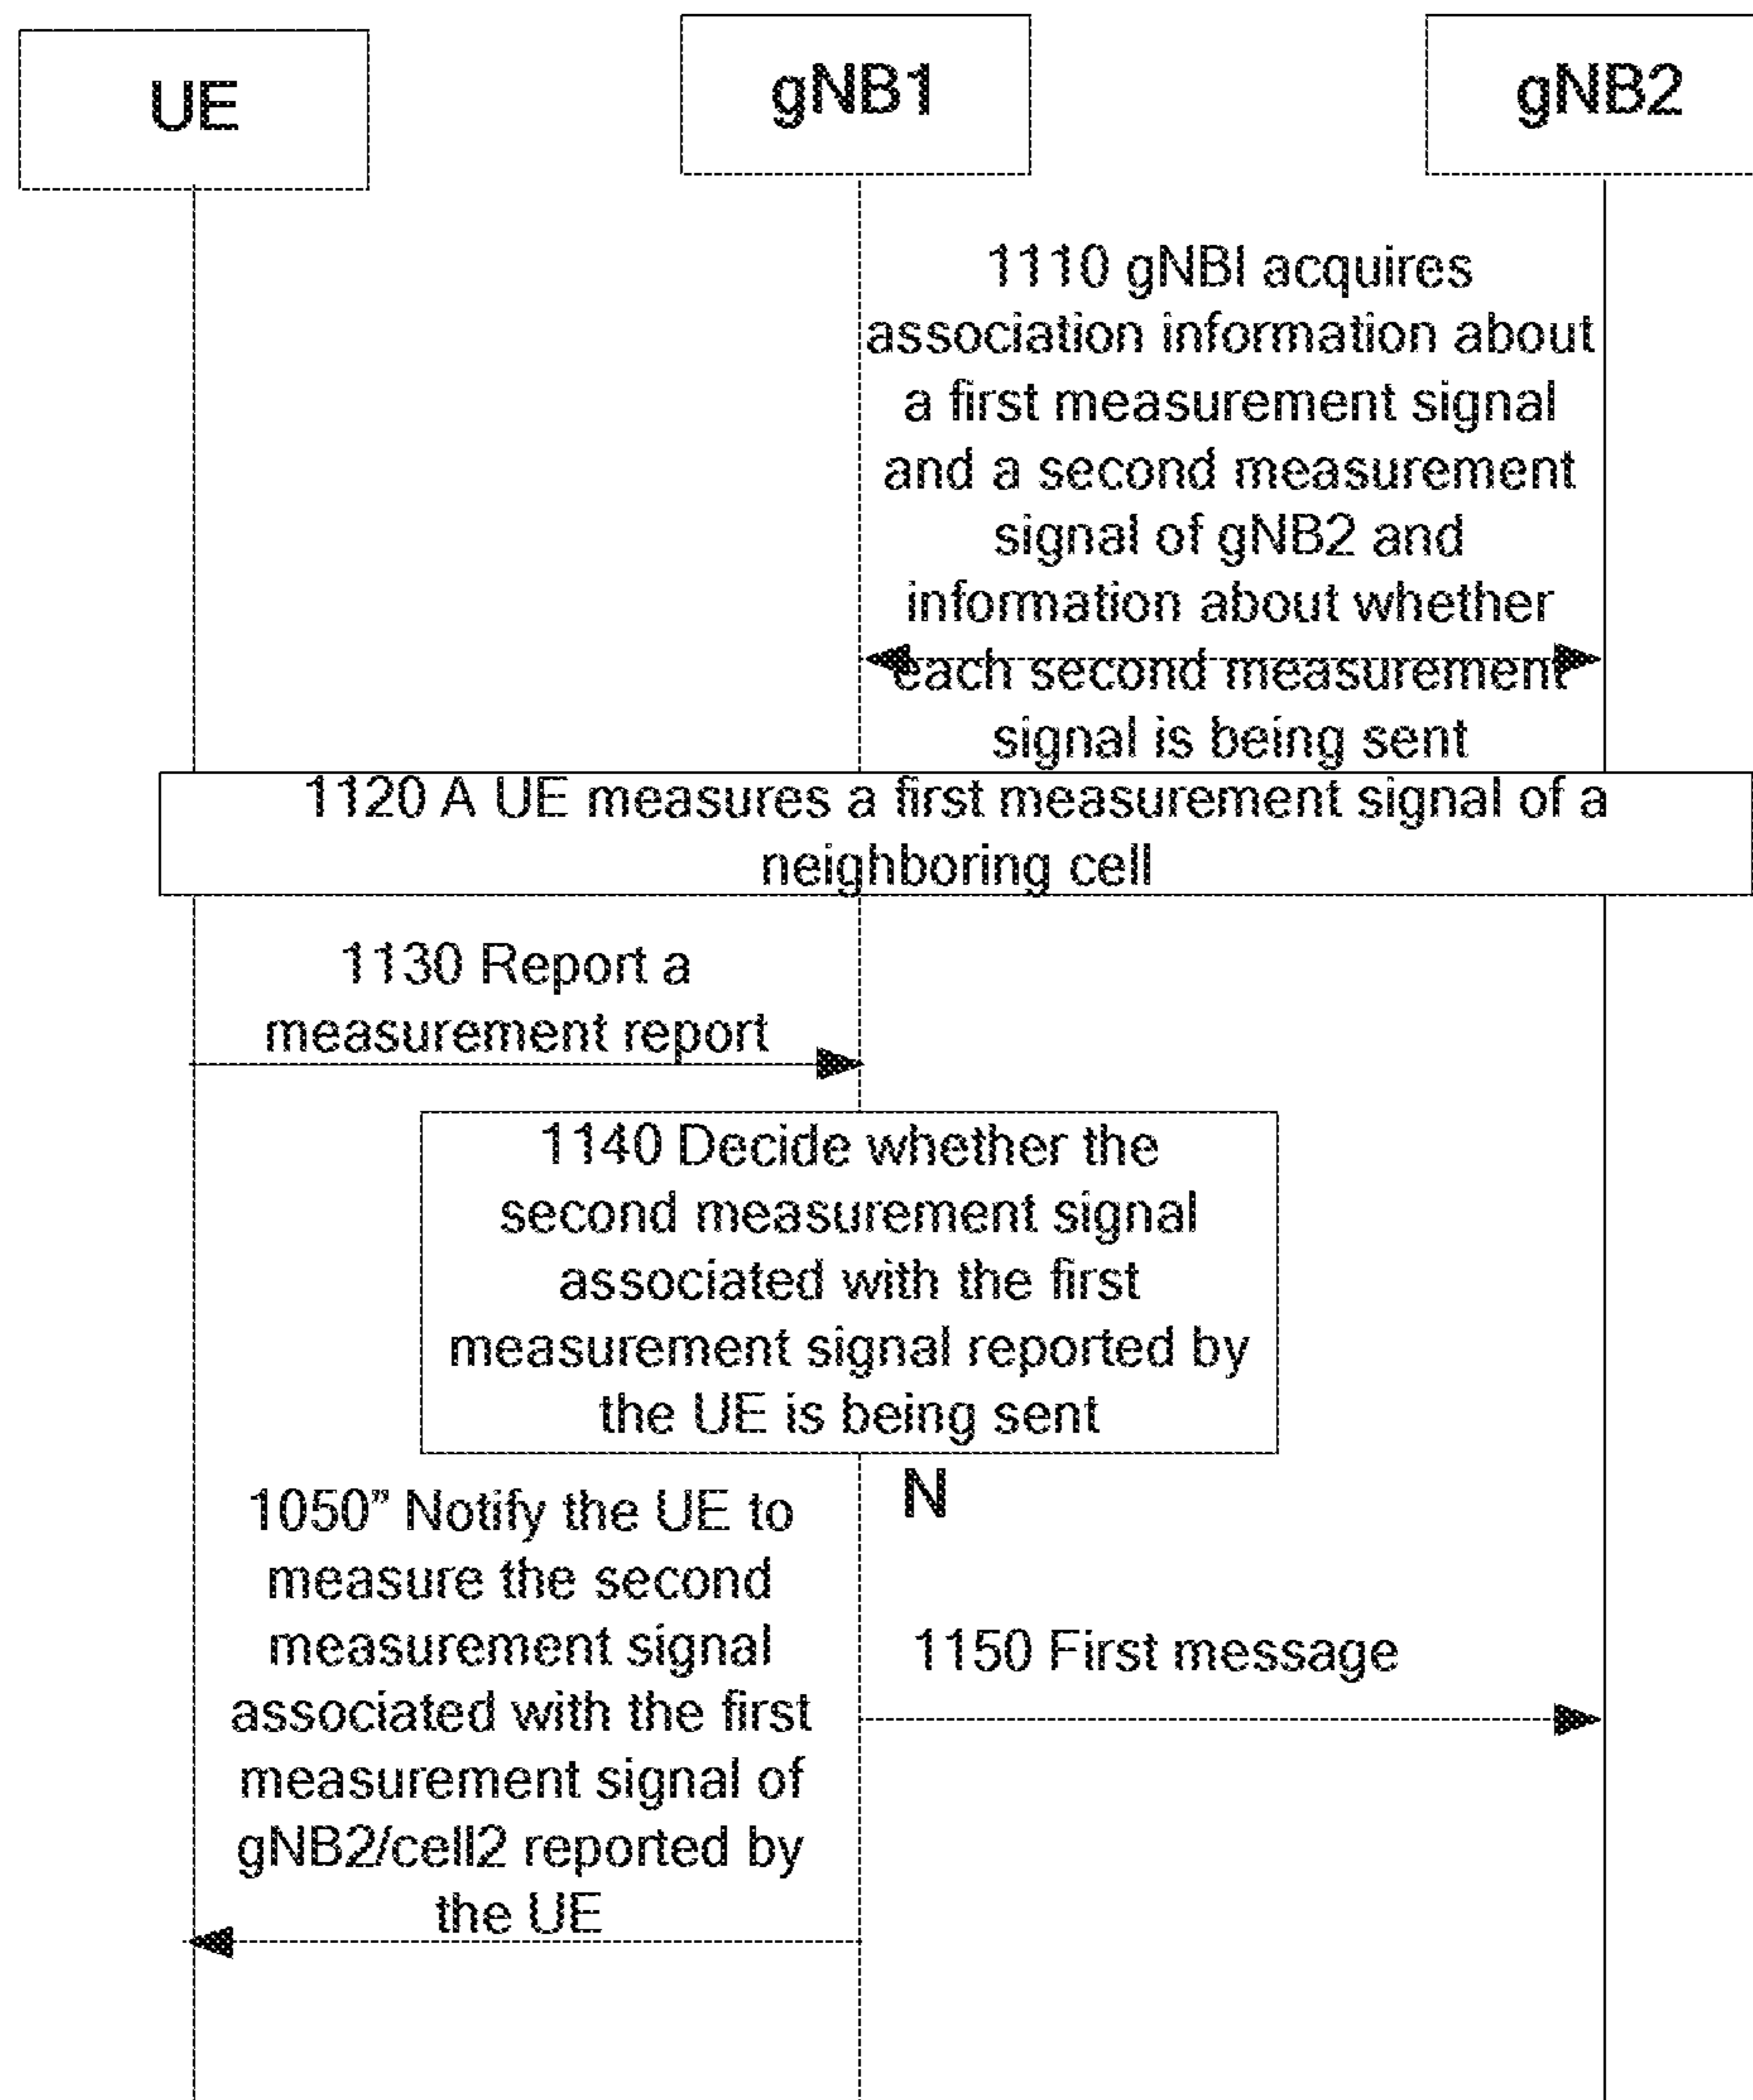 UE
gNB1
gNB2
1110 gNBI acquires
association information about
a first measurement signal
and a second measurement
signal of gNB2 and
information about whether
each second measurement
signal is being sent
1120 A UE measures a first measurement signal of a
neighboring cell
1130 Report a
measurement report
1140 Decide whether the
second measurement signal
associated with the first
measurement signal reported by
the UE is being sent
N
1050” Notify the UE to
measure the second
measurement signal
associated with the first
measurement signal of
gNB2/cell2 reported by
the UE
1150 First message